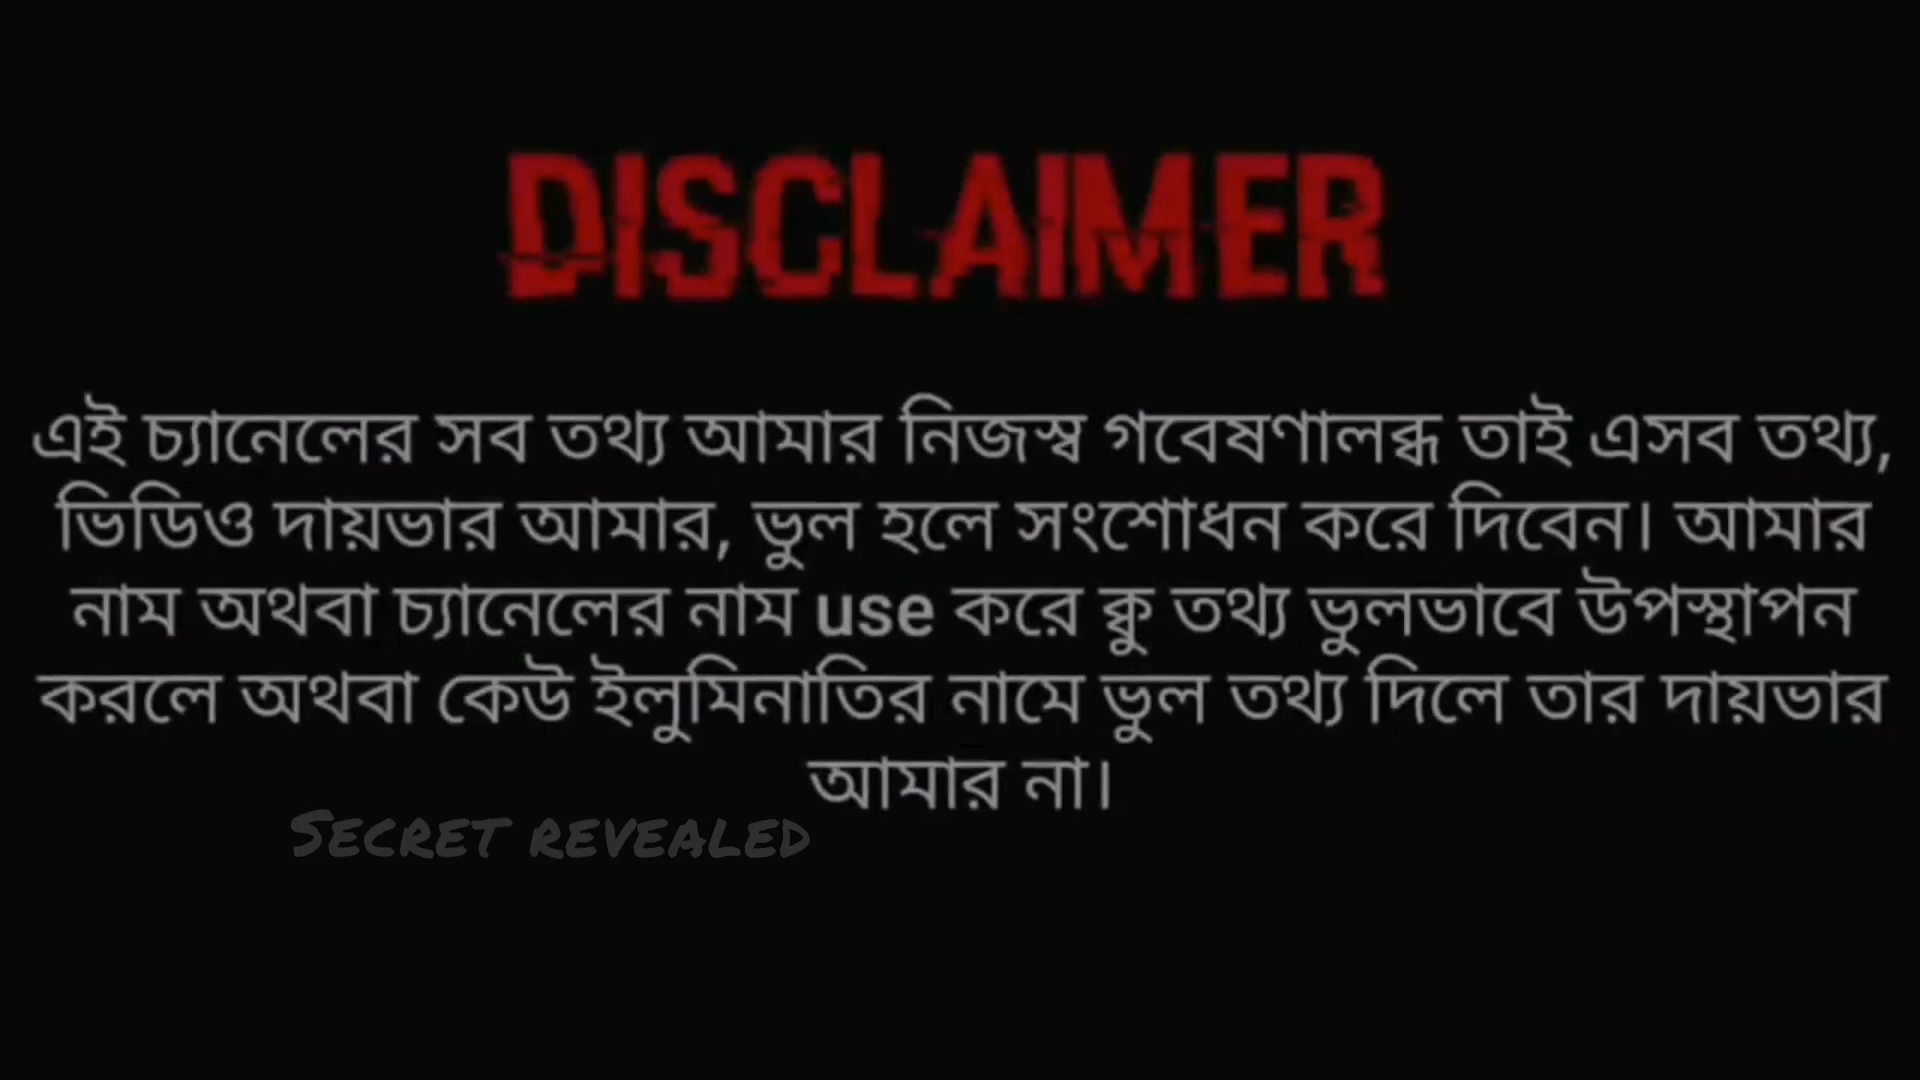 DISCLAIMER
এই চ্যানেলের সব তথ্য আমার নিজস্ব গবেষণালব্ধ তাই এসব তথ্য,
ভিডিও দায়ভার আমার, ভুল হলে সংশোধন করে দিবেন। আমার
নাম অথবা চ্যানেলের নাম use করে ক্বু তথ্য ভুলভাবে উপস্থাপন
করলে অথবা কেউ ইলুমিনাতির নামে ভুল তথ্য দিলে তার দায়ভার
আমার না।
SECRET REVEALED